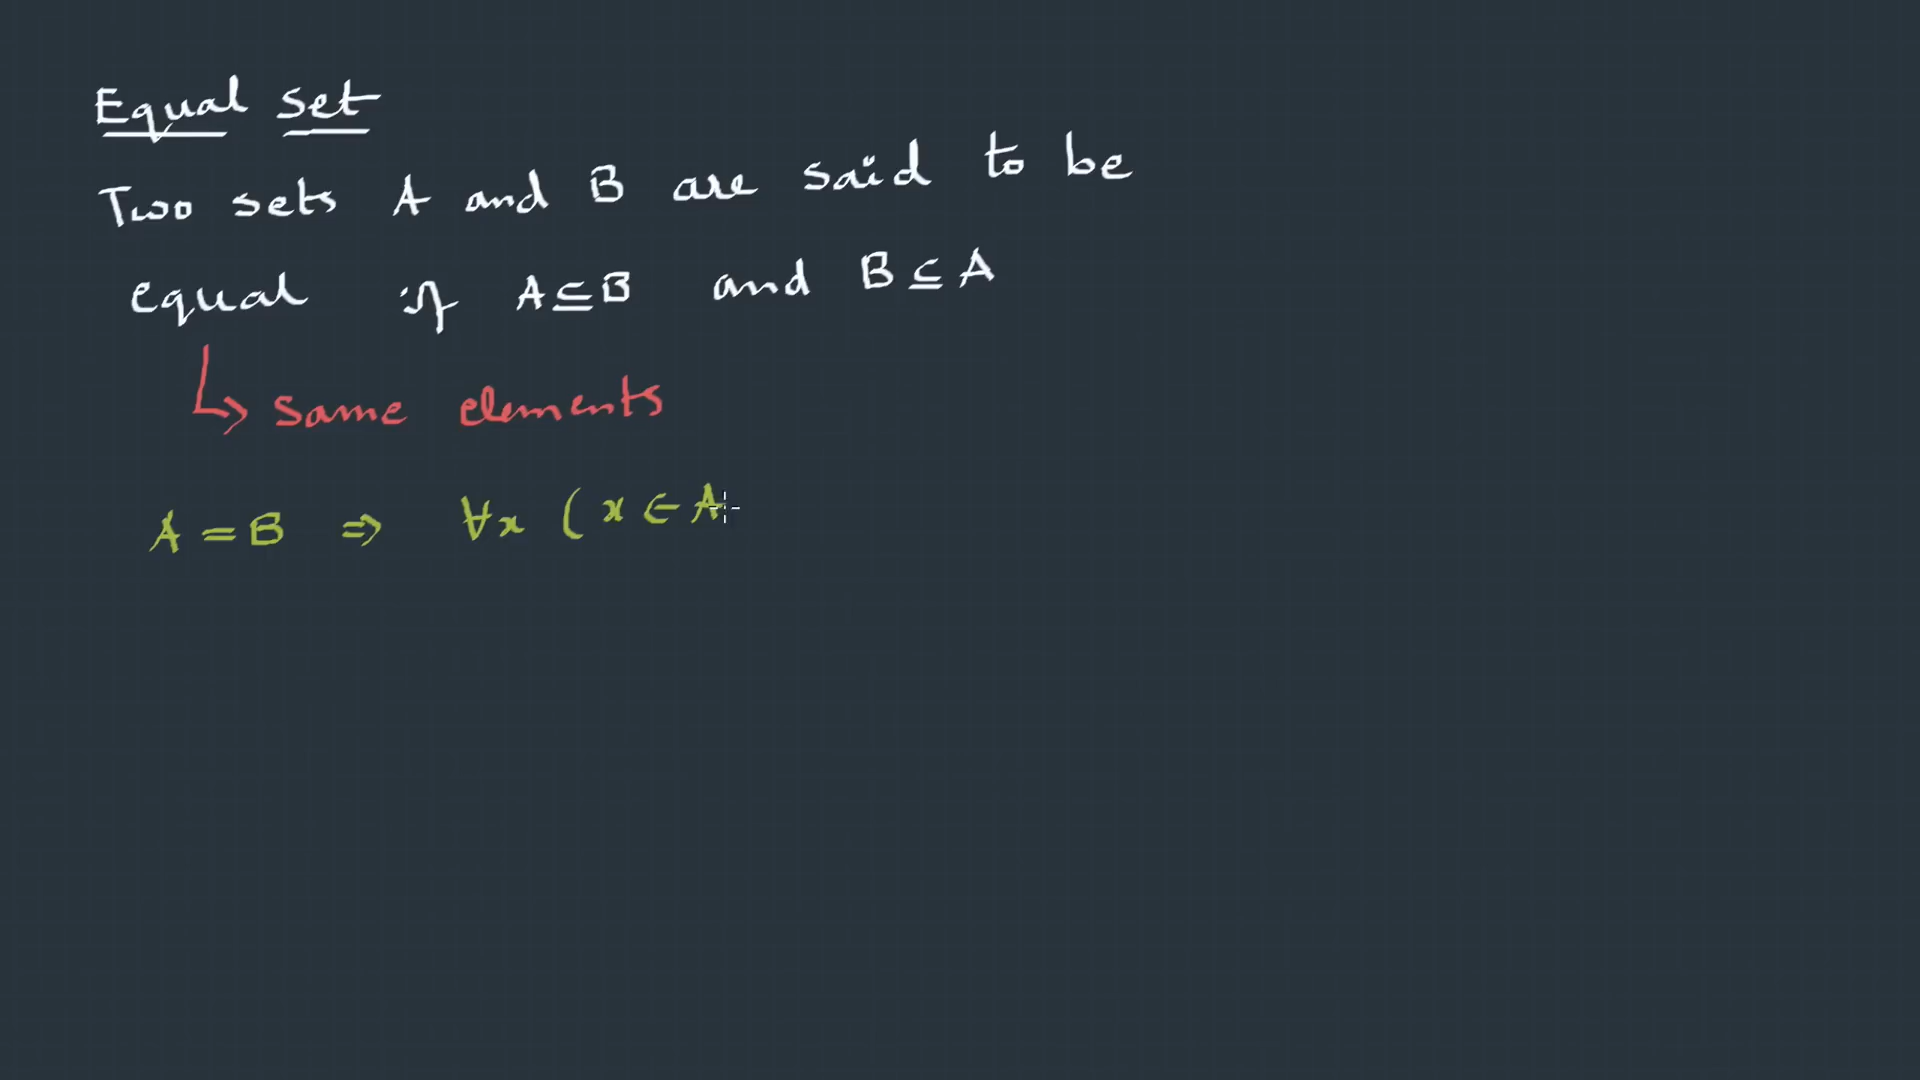 Equal set
Two sets A and B are said to be
equal if A⊆B and B⊆A
↳ same elements
A = B ⇒ ∀x ( x ∈ A